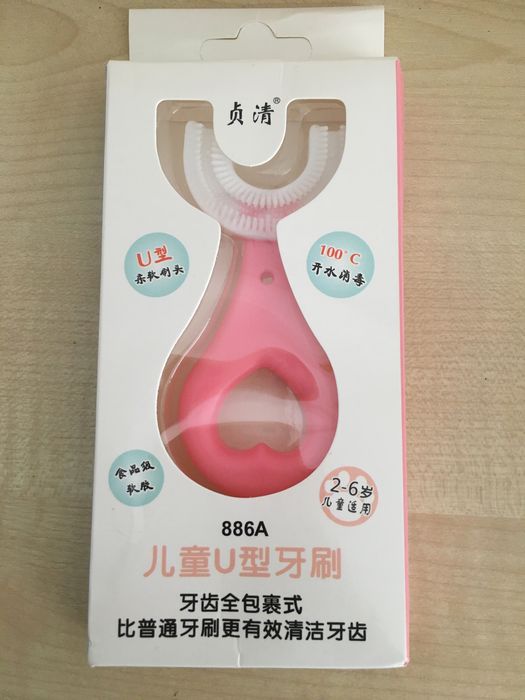 贞清®
U型
柔软刷头
100°C
开水消毒
食品级
软胶
2-6岁
儿童适用
886A
儿童U型牙刷
牙齿全包裹式
比普通牙刷更有效清洁牙齿